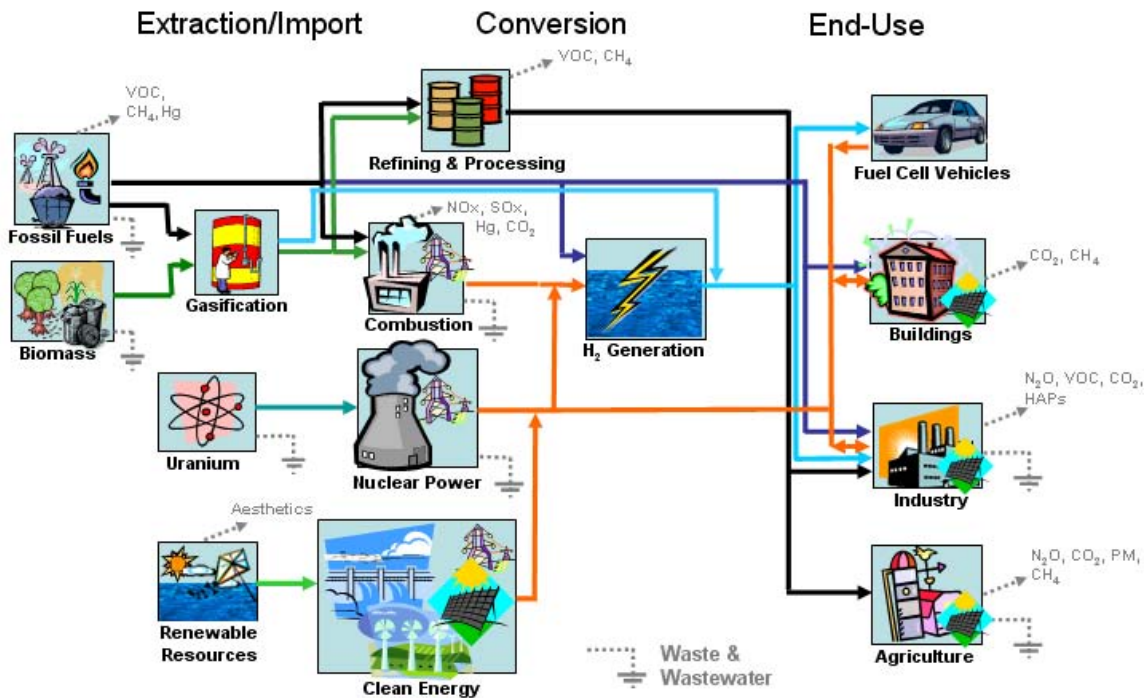 Extraction/Import
Conversion
End-Use
VOC, CH₄
VOC,
CH₄, Hg
Refining & Processing
Fuel Cell Vehicles
NOx, SOx,
Hg, CO₂
Fossil Fuels
Gasification
CO₂, CH₄
Combustion
H₂ Generation
Buildings
Biomass
N₂O, VOC, CO₂,
HAPs
Uranium
Nuclear Power
Industry
Aesthetics
N₂O, CO₂, PM,
CH₄
Renewable
Resources
Clean Energy
Waste &
Wastewater
Agriculture